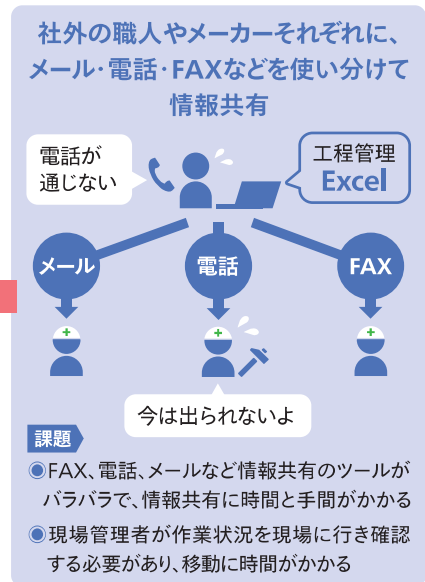 社外の職人やメーカーそれぞれに、
メール・電話・FAXなどを使い分けて
情報共有
電話が
通じない
工程管理
Excel
メール
電話
FAX
今は出られないよ
課題
◉FAX、電話、メールなど情報共有のツールが
バラバラで、情報共有に時間と手間がかかる
◉現場管理者が作業状況を現場に行き確認
する必要があり、移動に時間がかかる